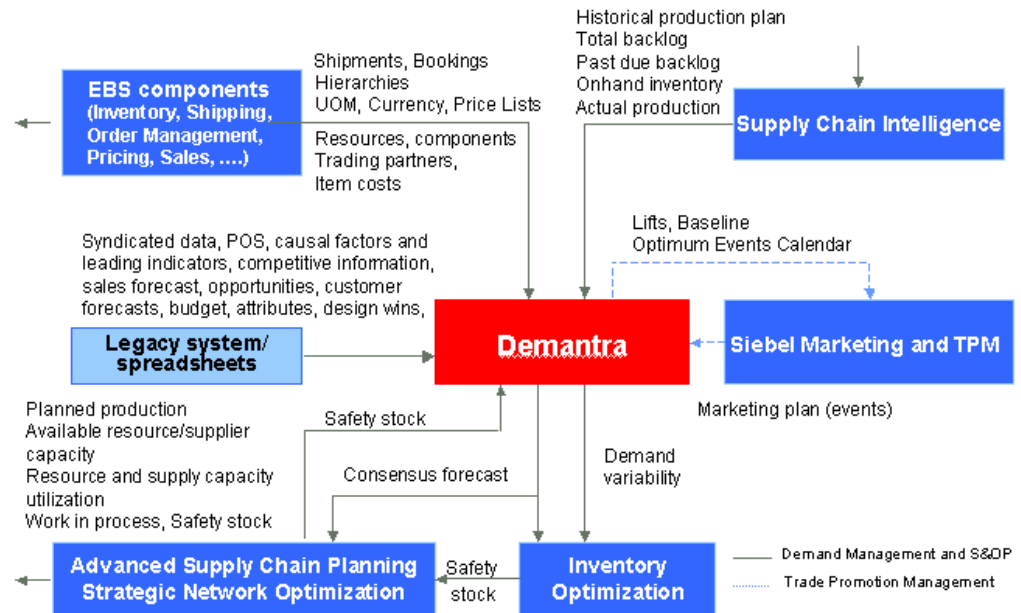 Historical production plan
Total backlog
Past due backlog
Onhand inventory
Actual production
Shipments, Bookings
Hierarchies
UOM, Currency, Price Lists
Resources, components
Trading partners,
Item costs
EBS components
(Inventory, Shipping,
Order Management,
Pricing, Sales, ....)
Supply Chain Intelligence
Lifts, Baseline
Optimum Events Calendar
Syndicated data, POS, causal factors and
leading indicators, competitive information,
sales forecast, opportunities, customer
forecasts, budget, attributes, design wins,
Legacy system/
spreadsheets
Demantra
Siebel Marketing and TPM
Marketing plan (events)
Planned production
Available resource/supplier
capacity
Resource and supply capacity
utilization
Work in process, Safety stock
Safety stock
Consensus forecast
Demand
variability
Advanced Supply Chain Planning
Strategic Network Optimization
Safety
stock
Inventory
Optimization
Demand Management and S&OP
Trade Promotion Management